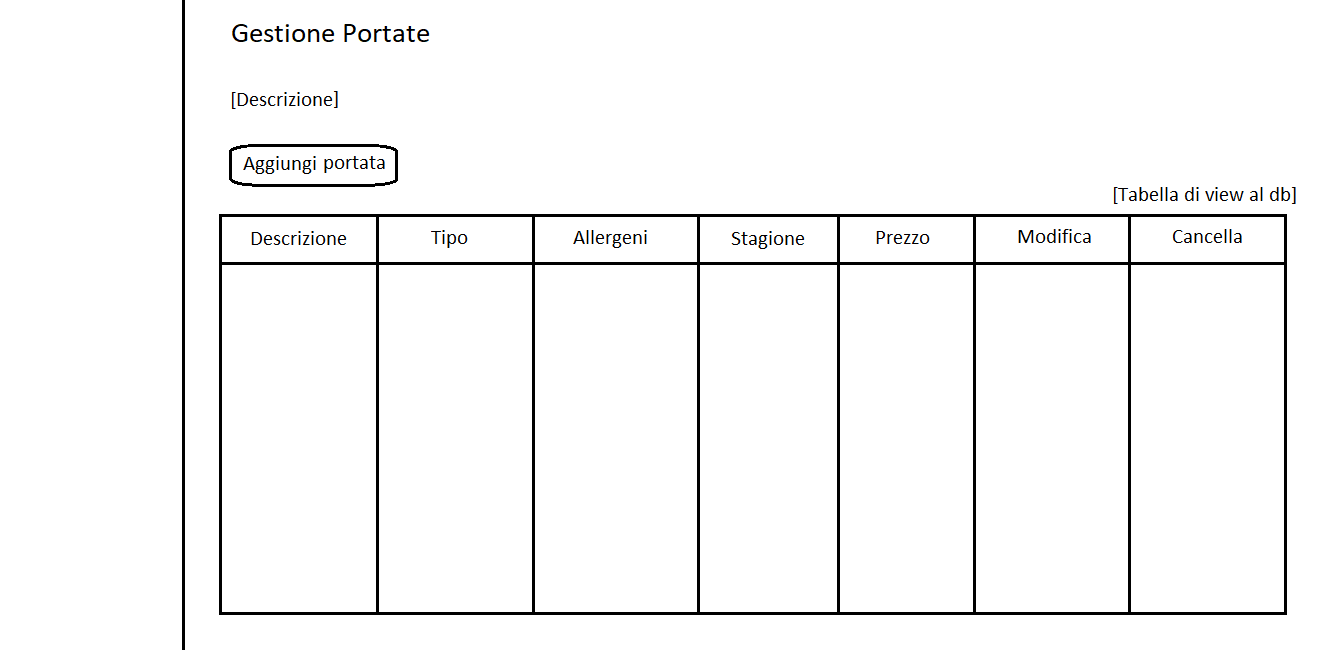 Gestione Portate
[Descrizione]
Aggiungi portata
[Tabella di view al db]
Descrizione Tipo Allergeni Stagione Prezzo Modifica Cancella